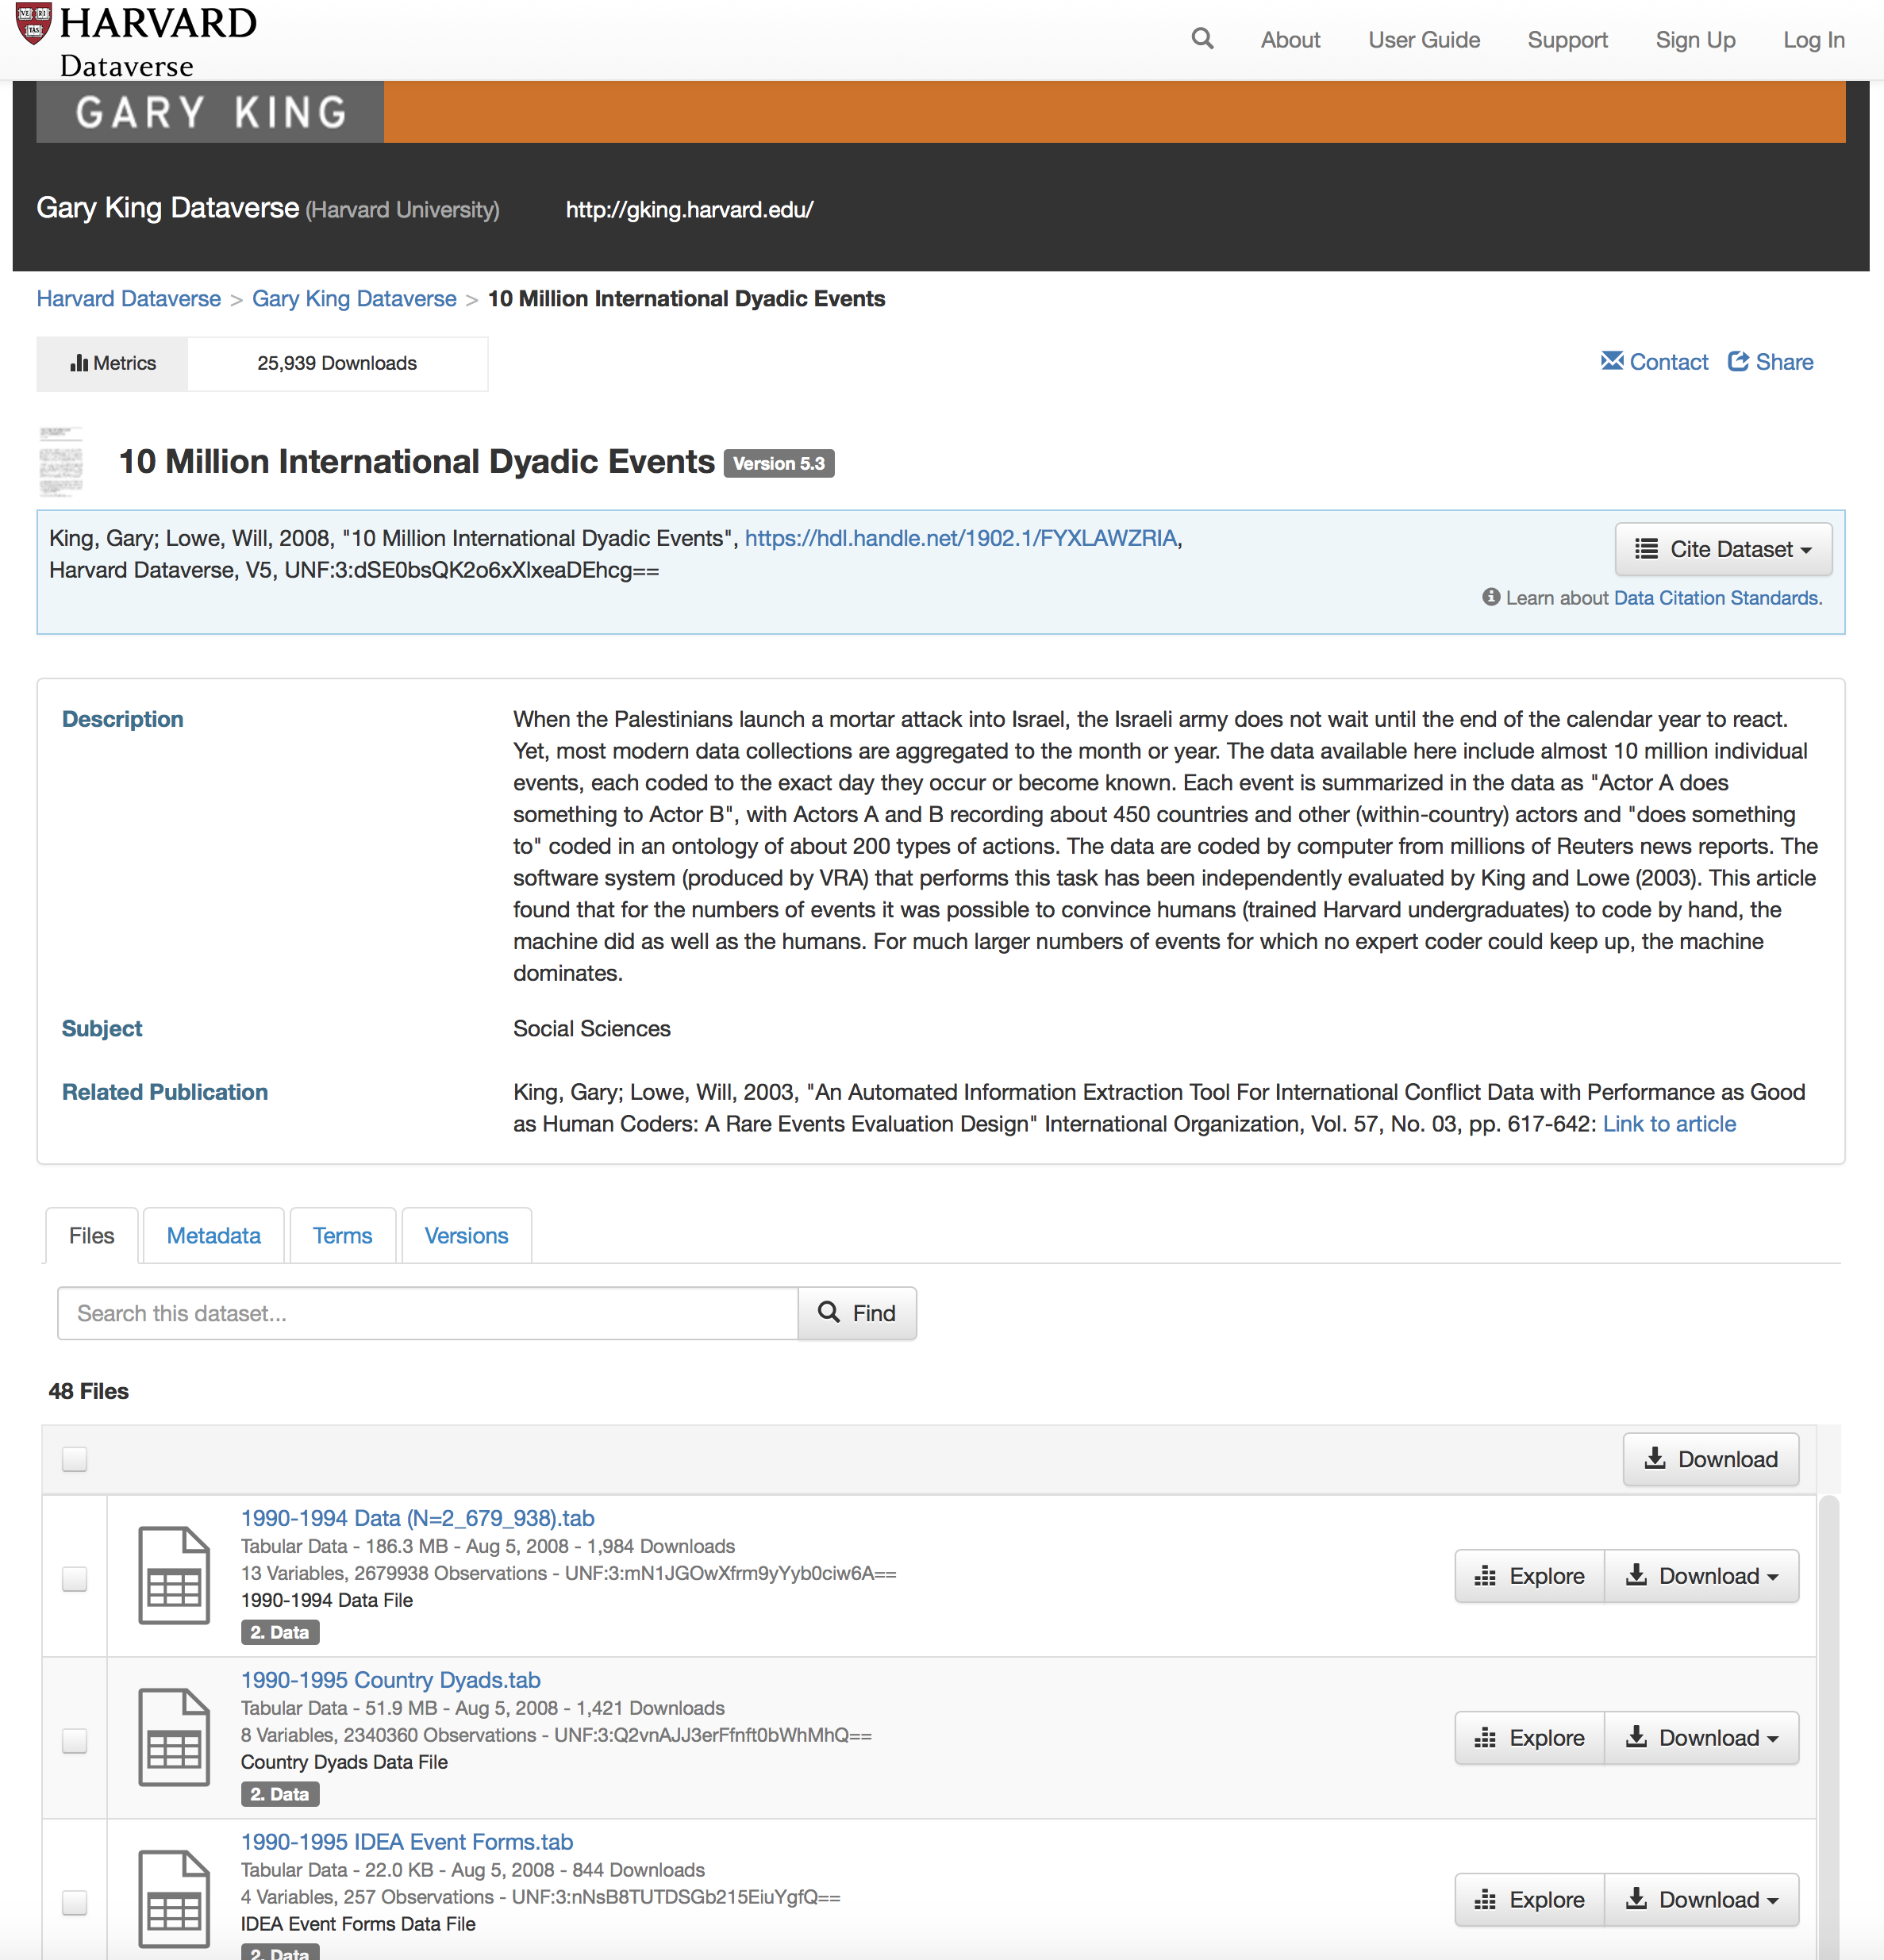 HARVARD
Dataverse
About
User Guide
Support
Sign Up
Log In
GARY KING
Gary King Dataverse (Harvard University)
http://gking.harvard.edu/
Harvard Dataverse > Gary King Dataverse > 10 Million International Dyadic Events
Metrics
25,939 Downloads
Contact
Share
10 Million International Dyadic Events Version 5.3
King, Gary; Lowe, Will, 2008, "10 Million International Dyadic Events", https://hdl.handle.net/1902.1/FYXLAWZRIA,
Harvard Dataverse, V5, UNF:3:dSE0bsQK2o6xXlxeaDEhcg==
Cite Dataset
Learn about Data Citation Standards.
Description
When the Palestinians launch a mortar attack into Israel, the Israeli army does not wait until the end of the calendar year to react.
Yet, most modern data collections are aggregated to the month or year. The data available here include almost 10 million individual
events, each coded to the exact day they occur or become known. Each event is summarized in the data as "Actor A does
something to Actor B", with Actors A and B recording about 450 countries and other (within-country) actors and "does something
to" coded in an ontology of about 200 types of actions. The data are coded by computer from millions of Reuters news reports. The
software system (produced by VRA) that performs this task has been independently evaluated by King and Lowe (2003). This article
found that for the numbers of events it was possible to convince humans (trained Harvard undergraduates) to code by hand, the
machine did as well as the humans. For much larger numbers of events for which no expert coder could keep up, the machine
dominates.
Subject
Social Sciences
Related Publication
King, Gary; Lowe, Will, 2003, "An Automated Information Extraction Tool For International Conflict Data with Performance as Good
as Human Coders: A Rare Events Evaluation Design" International Organization, Vol. 57, No. 03, pp. 617-642: Link to article
Files
Metadata
Terms
Versions
Search this dataset...
Find
48 Files
Download
1990-1994 Data (N=2_679_938).tab
Tabular Data - 186.3 MB - Aug 5, 2008 - 1,984 Downloads
13 Variables, 2679938 Observations - UNF:3:mN1JGOwXfrm9yYyb0ciw6A==
1990-1994 Data File
2. Data
Explore
Download
1990-1995 Country Dyads.tab
Tabular Data - 51.9 MB - Aug 5, 2008 - 1,421 Downloads
8 Variables, 2340360 Observations - UNF:3:Q2vnAJJ3erFfnft0bWhMhQ==
Country Dyads Data File
2. Data
Explore
Download
1990-1995 IDEA Event Forms.tab
Tabular Data - 22.0 KB - Aug 5, 2008 - 844 Downloads
4 Variables, 257 Observations - UNF:3:nNsB8TUTDSGb215EiuYgfQ==
IDEA Event Forms Data File
2. Data
Explore
Download